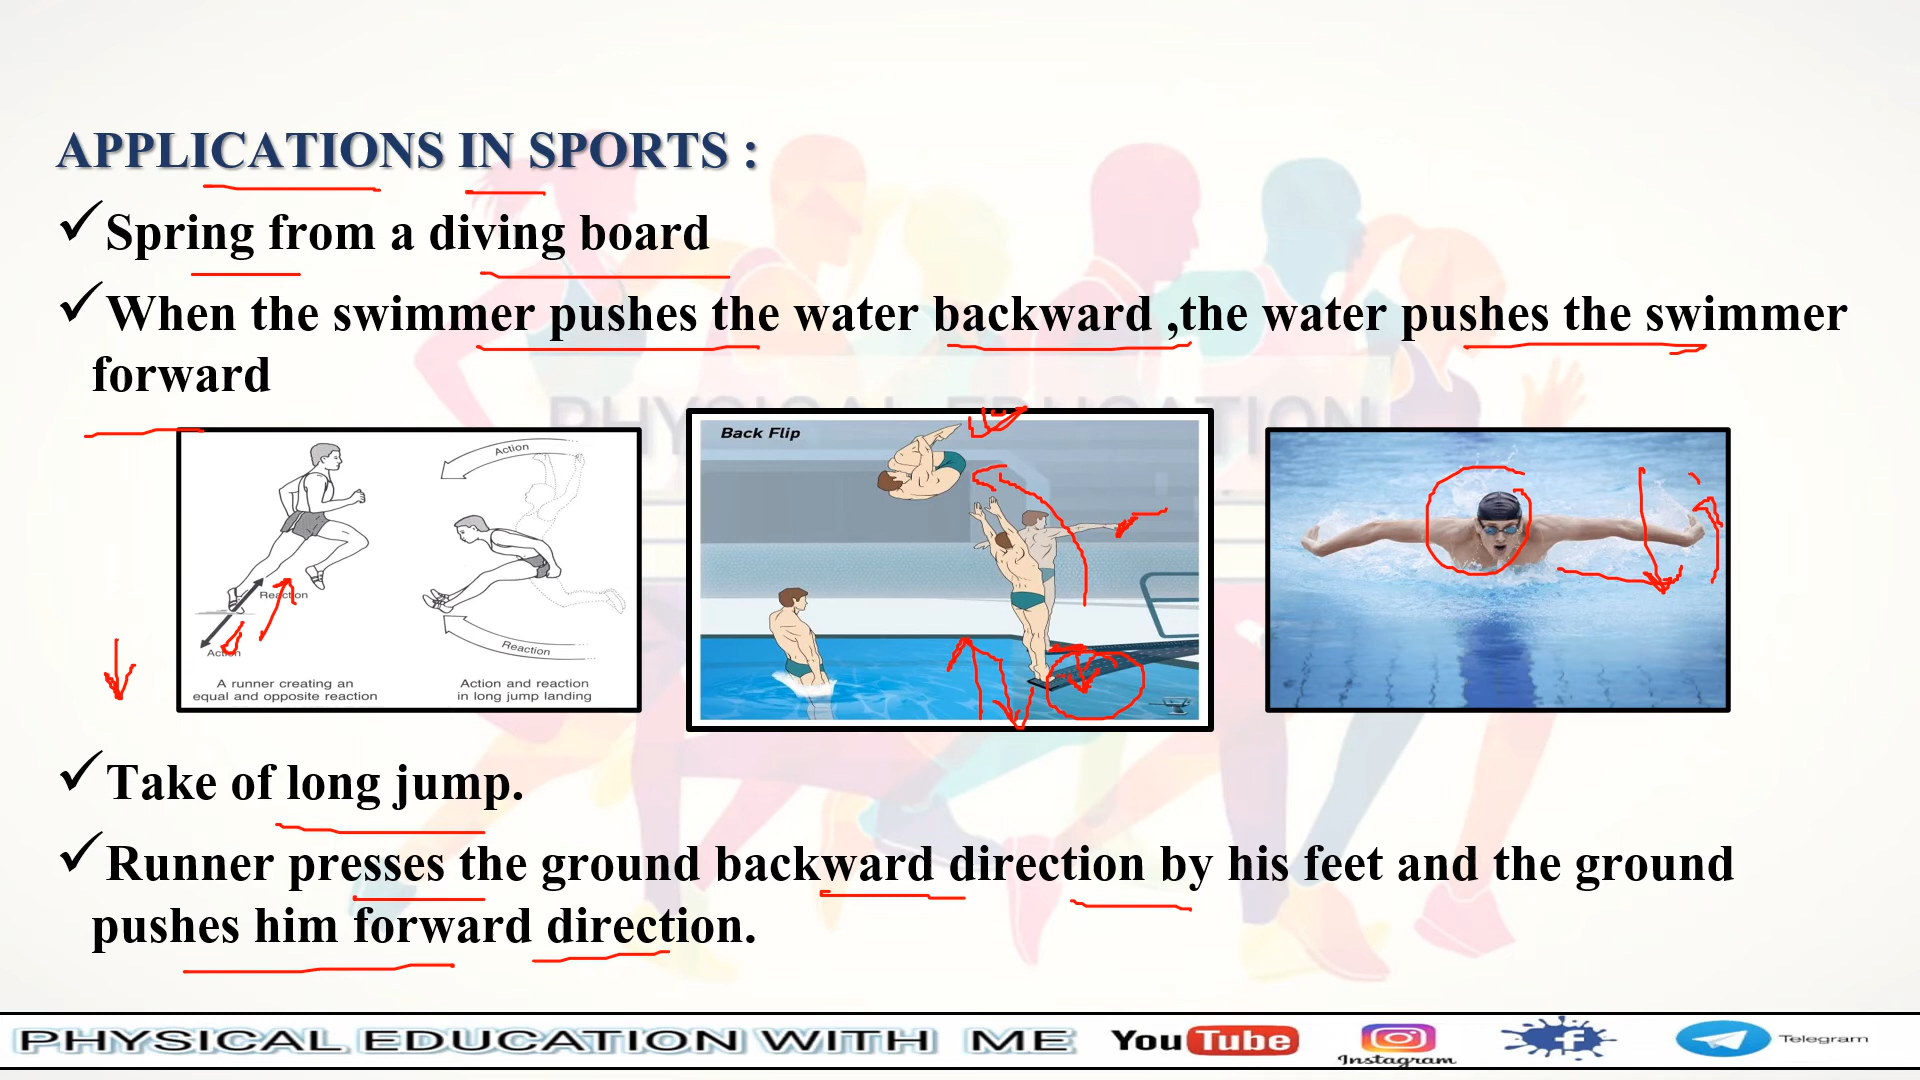 APPLICATIONS IN SPORTS :
✓Spring from a diving board
✓When the swimmer pushes the water backward ,the water pushes the swimmer
forward
PHYSICAL EDUCATION
Action
Reaction
Action
A runner creating an
equal and opposite reaction
Reaction
Action and reaction
in long jump landing
Back Flip
✓Take of long jump.
✓Runner presses the ground backward direction by his feet and the ground
pushes him forward direction.
PHYSICAL EDUCATION WITH ME YouTube Instagram Telegram